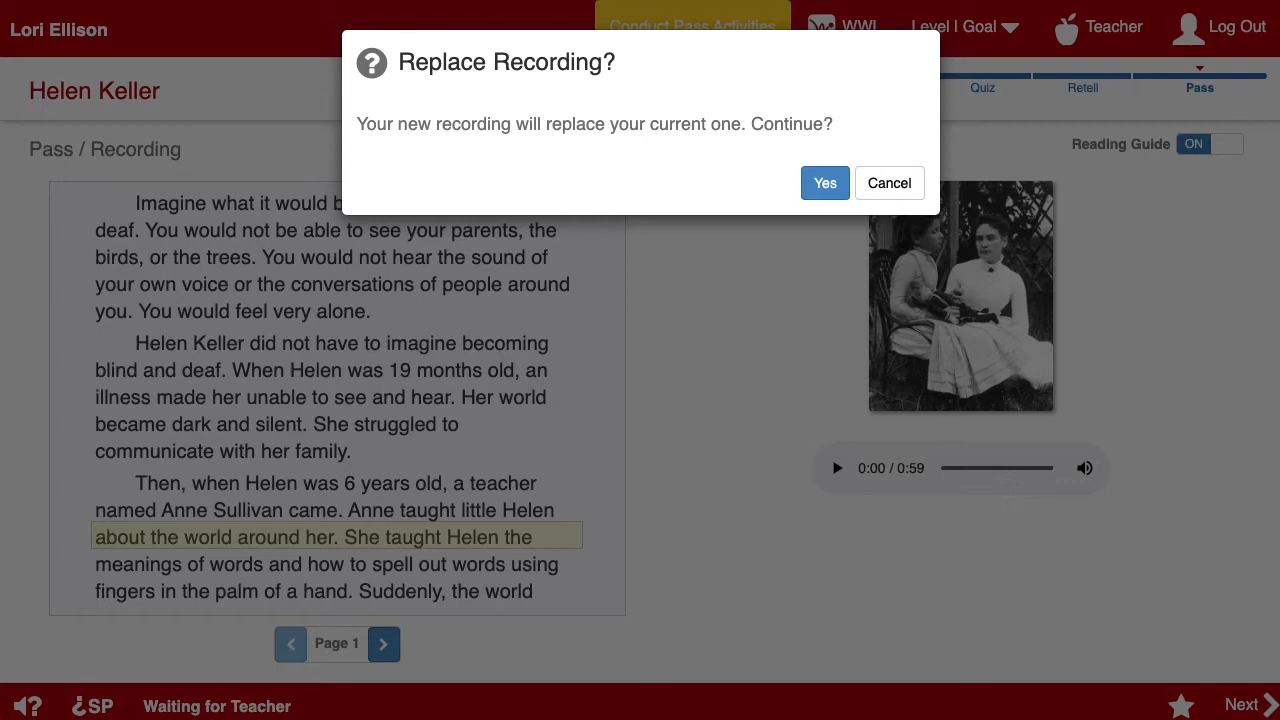 Lori Ellison
Conduct Pass Activities
WWI
Level I Goal
Teacher
Log Out
Replace Recording?
Your new recording will replace your current one. Continue?
Yes
Cancel
Helen Keller
Quiz
Retell
Pass
Pass / Recording
Reading Guide
ON
Imagine what it would b
deaf. You would not be able to see your parents, the
birds, or the trees. You would not hear the sound of
your own voice or the conversations of people around
you. You would feel very alone.
Helen Keller did not have to imagine becoming
blind and deaf. When Helen was 19 months old, an
illness made her unable to see and hear. Her world
became dark and silent. She struggled to
communicate with her family.
Then, when Helen was 6 years old, a teacher
named Anne Sullivan came. Anne taught little Helen
about the world around her. She taught Helen the
meanings of words and how to spell out words using
fingers in the palm of a hand. Suddenly, the world
0:00 / 0:59
Page 1
?
¿SP
Waiting for Teacher
Next